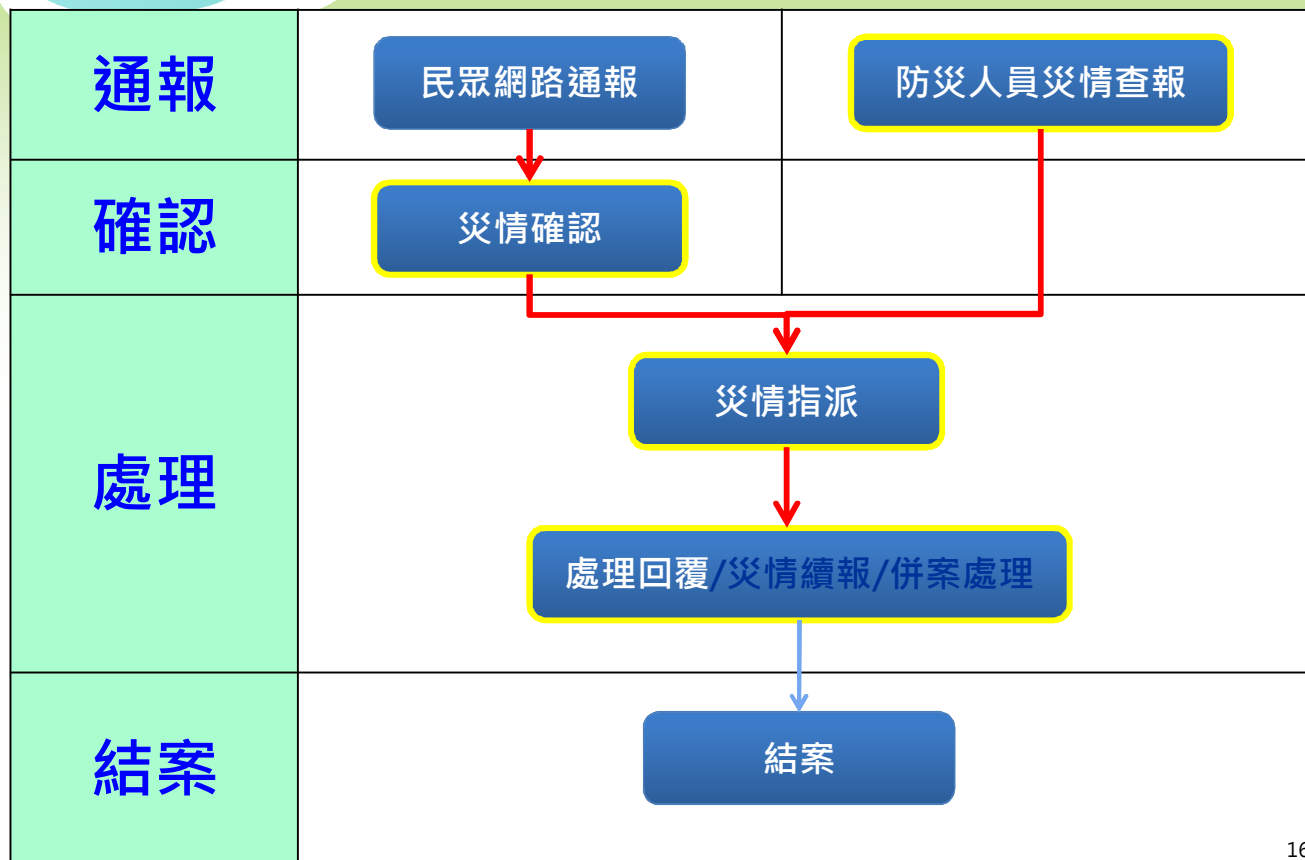 通報
民眾網路通報
防災人員災情查報
確認
災情確認
處理
災情指派
處理回覆/災情續報/併案處理
結案
結案
16